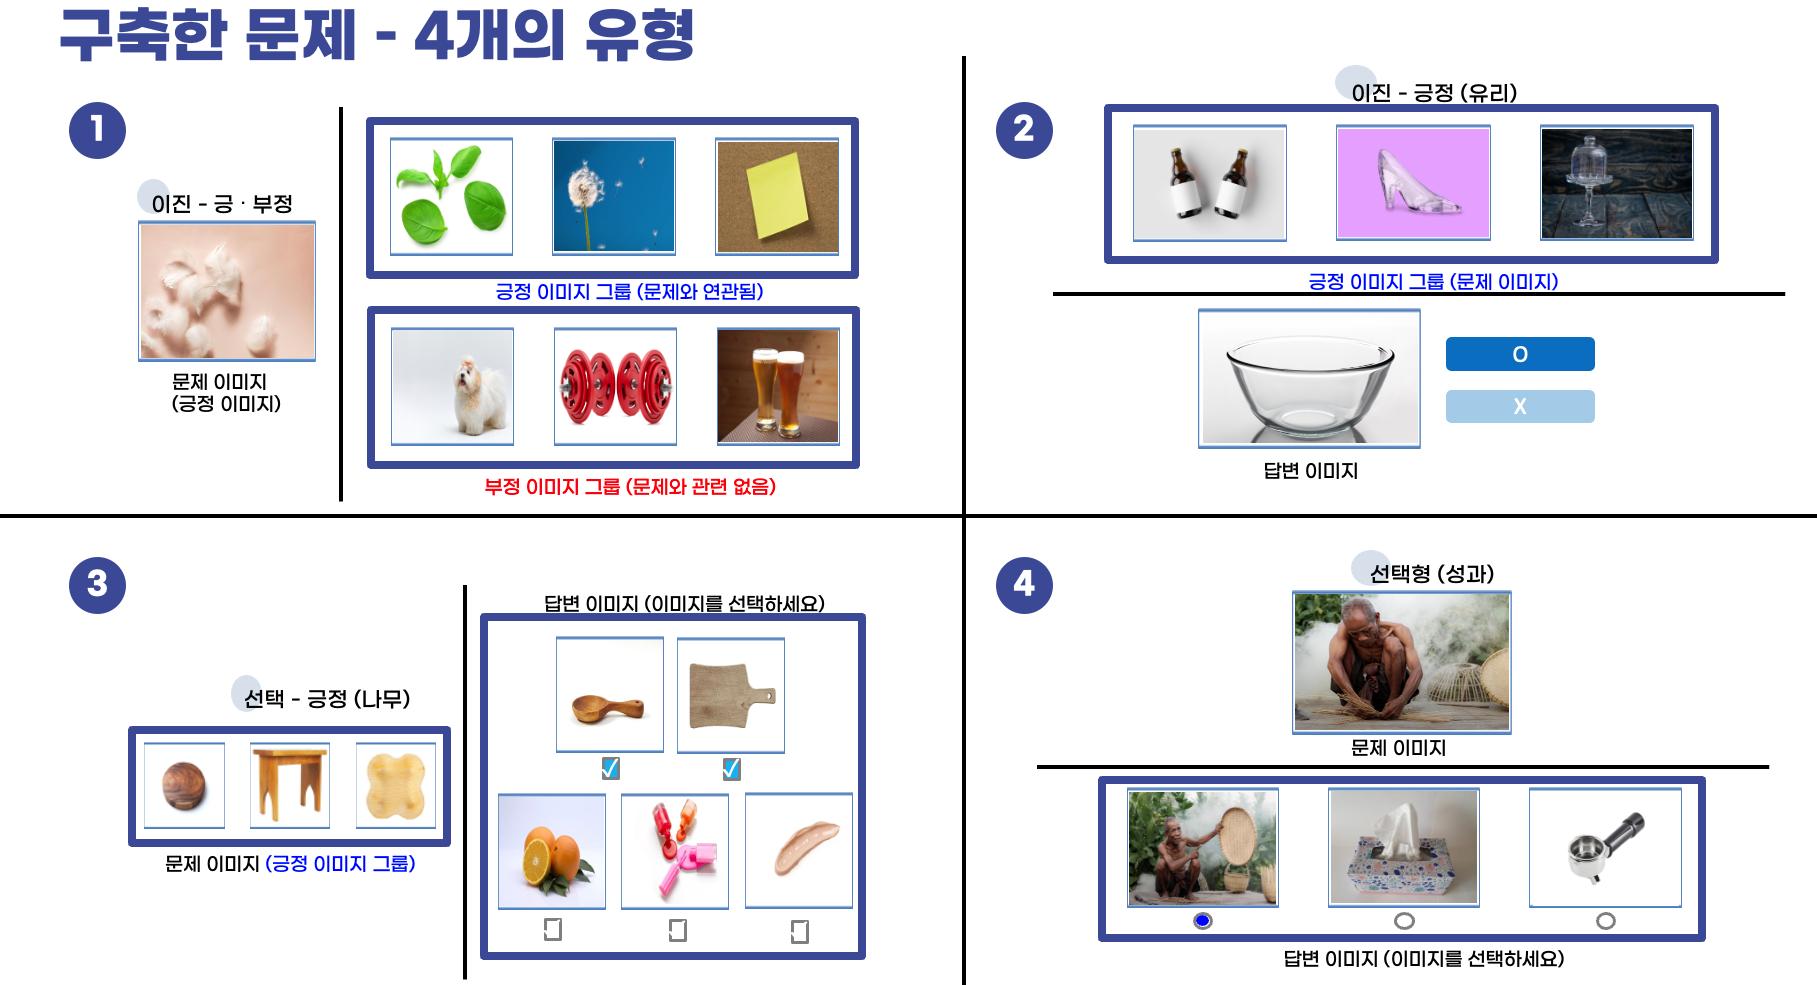 구축한 문제 - 4개의 유형
1
이진 - 긍 · 부정
문제 이미지
(긍정 이미지)
긍정 이미지 그룹 (문제와 연관됨)
부정 이미지 그룹 (문제와 관련 없음)
2
이진 - 긍정 (유리)
긍정 이미지 그룹 (문제 이미지)
O
X
답변 이미지
3
선택 - 긍정 (나무)
문제 이미지 (긍정 이미지 그룹)
답변 이미지 (이미지를 선택하세요)
4
선택형 (성과)
문제 이미지
답변 이미지 (이미지를 선택하세요)